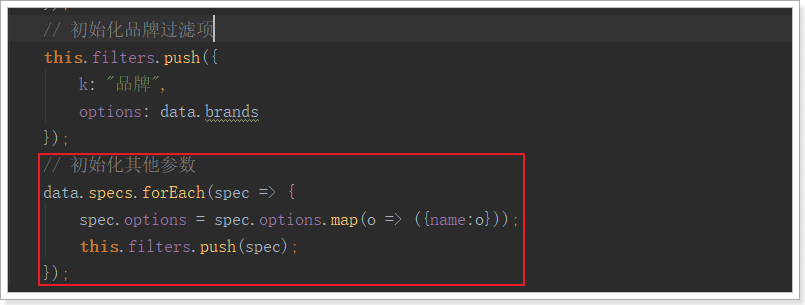 });
// 初始化品牌过滤项
this.filters.push({
k: "品牌",
options: data.brands
});
// 初始化其他参数
data.specs.forEach(spec => {
spec.options = spec.options.map(o => ({name:o}));
this.filters.push(spec);
});